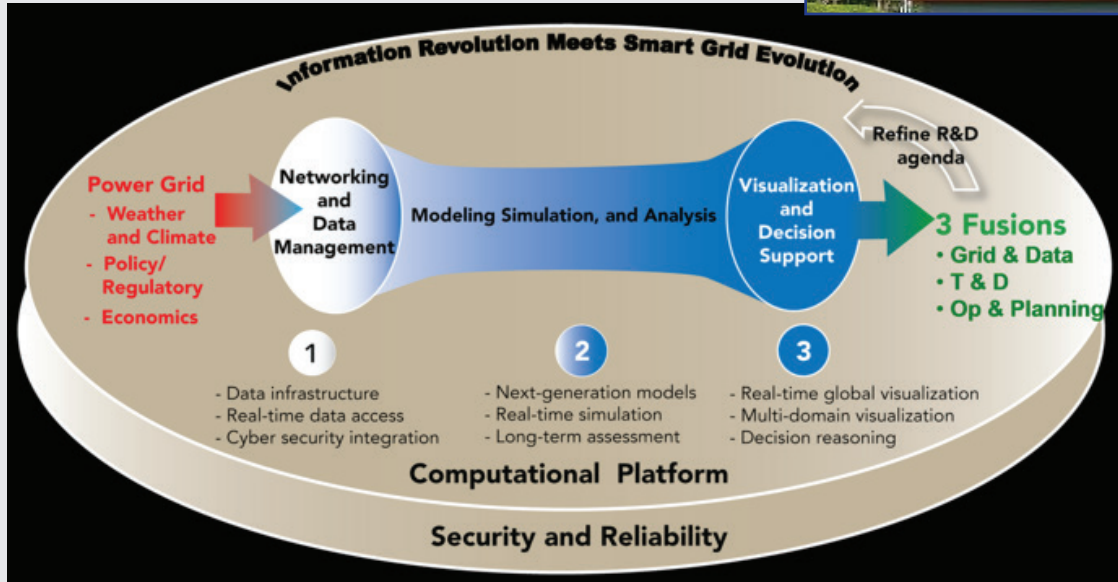 Information Revolution Meets Smart Grid Evolution
Refine R&D
agenda
Power Grid
- Weather
and Climate
- Policy/
Regulatory
- Economics
Networking
and
Data
Management
Modeling Simulation, and Analysis
Visualization
and
Decision
Support
3 Fusions
• Grid & Data
• T & D
• Op & Planning
1
- Data infrastructure
- Real-time data access
- Cyber security integration
2
- Next-generation models
- Real-time simulation
- Long-term assessment
3
- Real-time global visualization
- Multi-domain visualization
- Decision reasoning
Computational Platform
Security and Reliability